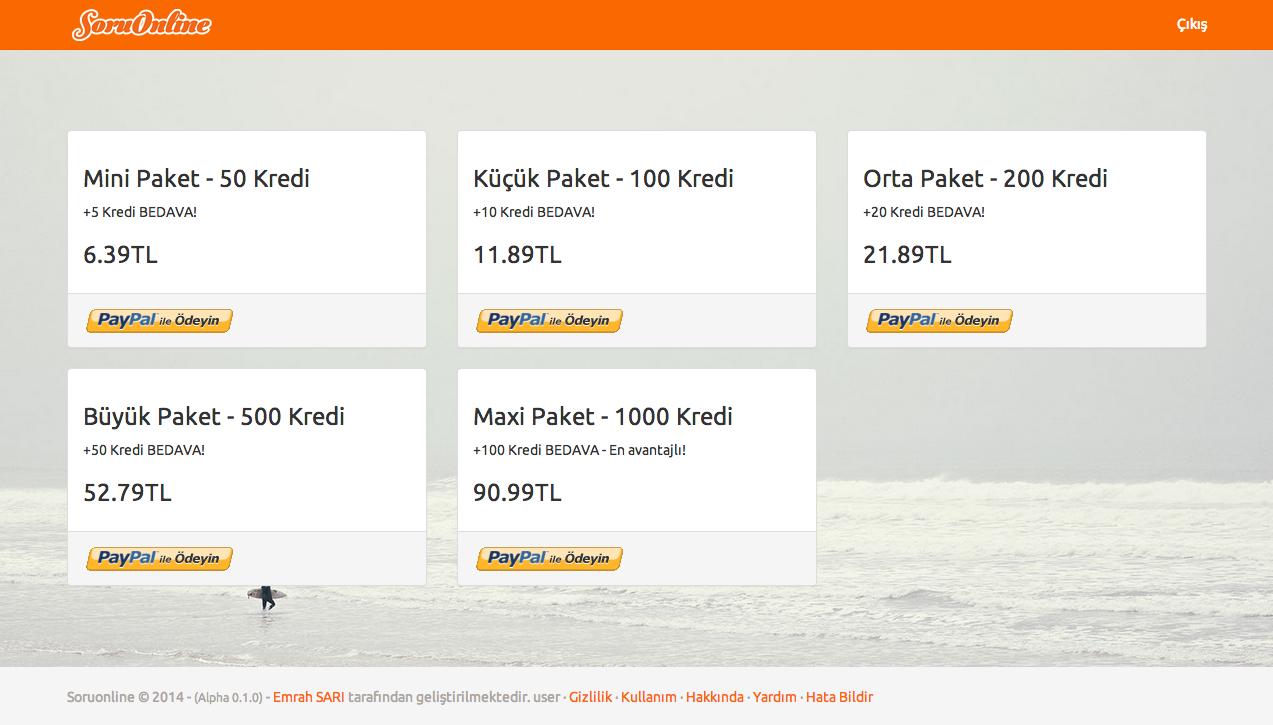 SoruOnline
Çıkış
Mini Paket - 50 Kredi
+5 Kredi BEDAVA!
6.39TL
PayPal ile Ödeyin
Küçük Paket - 100 Kredi
+10 Kredi BEDAVA!
11.89TL
PayPal ile Ödeyin
Orta Paket - 200 Kredi
+20 Kredi BEDAVA!
21.89TL
PayPal ile Ödeyin
Büyük Paket - 500 Kredi
+50 Kredi BEDAVA!
52.79TL
PayPal ile Ödeyin
Maxi Paket - 1000 Kredi
+100 Kredi BEDAVA - En avantajlı!
90.99TL
PayPal ile Ödeyin
Soruonline © 2014 - (Alpha 0.1.0) - Emrah SARI tarafından geliştirilmektedir. user · Gizlilik · Kullanım · Hakkında · Yardım · Hata Bildir